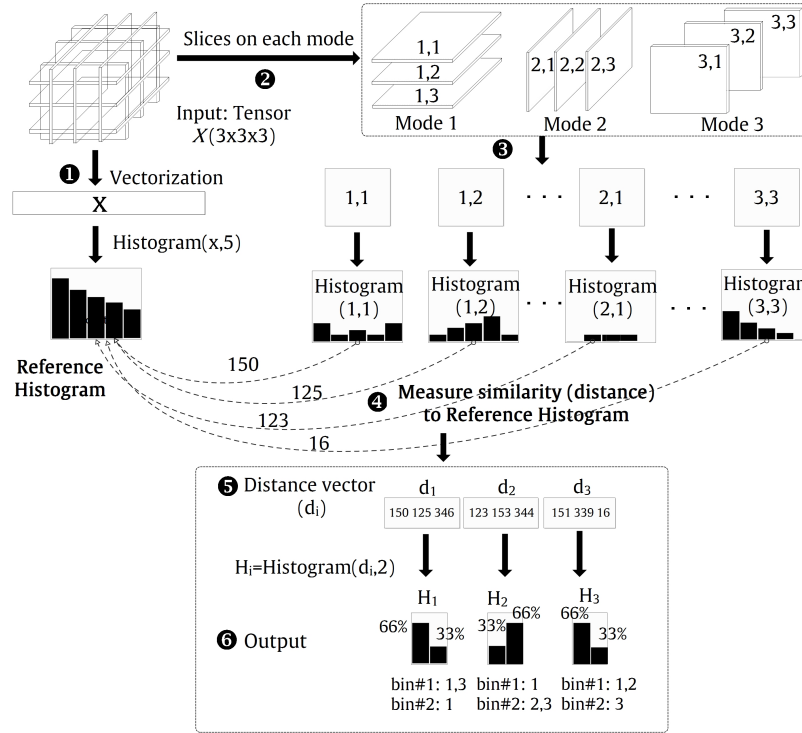 Slices on each mode
❷
Input: Tensor
X(3x3x3)
1,1
1,2
1,3
Mode 1
2,1 2,2 2,3
Mode 2
3,1
3,2
3,3
Mode 3
❶
Vectorization
X
Histogram(x,5)
Reference
Histogram
❸
1,1
1,2
· · ·
2,1
· · ·
3,3
Histogram
(1,1)
Histogram
(1,2)
· · ·
Histogram
(2,1)
· · ·
Histogram
(3,3)
150
125
123
16
❹ Measure similarity (distance)
to Reference Histogram
❺ Distance vector
(dᵢ)
d₁
d₂
d₃
150 125 346
123 153 344
151 339 16
Hᵢ=Histogram(dᵢ,2)
H₁
H₂
H₃
❻ Output
66%
33%
33%
66%
66%
33%
bin#1: 1,3
bin#2: 1
bin#1: 1
bin#2: 2,3
bin#1: 1,2
bin#2: 3